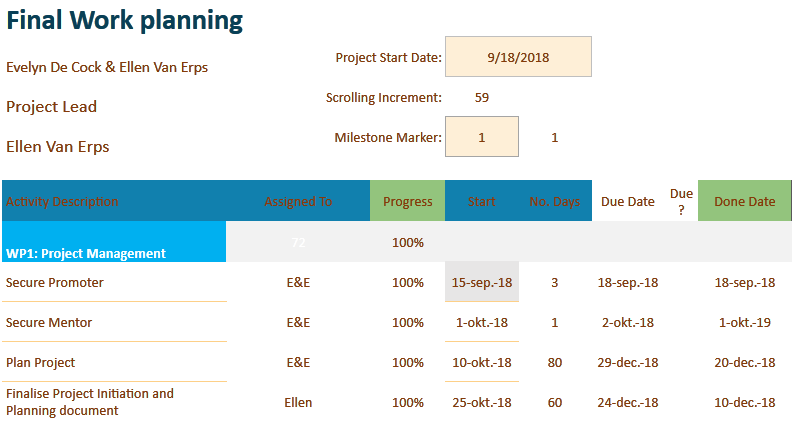 Final Work planning
Evelyn De Cock & Ellen Van Erps
Project Start Date: 9/18/2018
Project Lead
Scrolling Increment: 59
Ellen Van Erps
Milestone Marker: 1 1
Activity Description Assigned To Progress Start No. Days Due Date Due ? Done Date
WP1: Project Management 72 100%
Secure Promoter E&E 100% 15-sep.-18 3 18-sep.-18 18-sep.-18
Secure Mentor E&E 100% 1-okt.-18 1 2-okt.-18 1-okt.-19
Plan Project E&E 100% 10-okt.-18 80 29-dec.-18 20-dec.-18
Finalise Project Initiation and
Planning document Ellen 100% 25-okt.-18 60 24-dec.-18 10-dec.-18